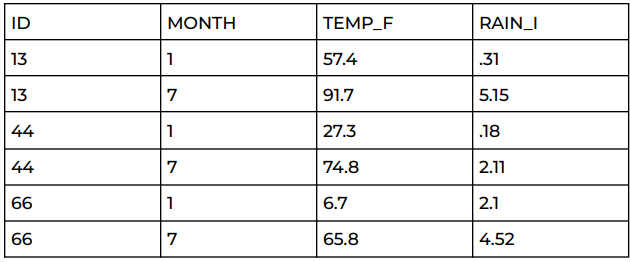 ID MONTH TEMP_F RAIN_I
13 1 57.4 .31
13 7 91.7 5.15
44 1 27.3 .18
44 7 74.8 2.11
66 1 6.7 2.1
66 7 65.8 4.52